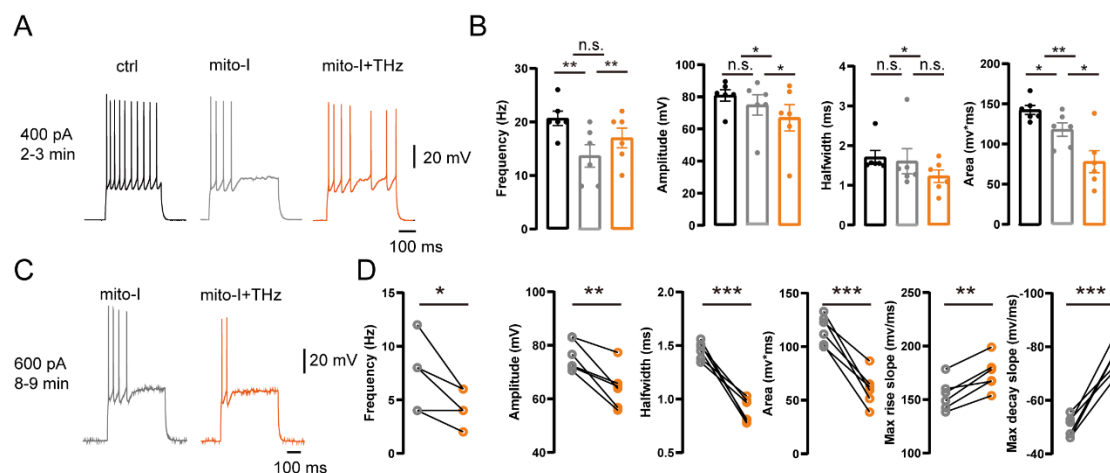 A
ctrl
mito-I
mito-I+THz
400 pA
2-3 min
20 mV
100 ms
B
n.s.
**
**
Frequency (Hz)
30
20
10
0
*
n.s.
*
Amplitude (mV)
100
80
60
40
20
0
*
n.s.
n.s.
Halfwidth (ms)
4
3
2
1
0
**
*
*
Area (mv*ms)
200
150
100
50
0
C
mito-I
mito-I+THz
600 pA
8-9 min
20 mV
100 ms
D
*
Frequency (Hz)
15
10
5
0
**
Amplitude (mV)
100
80
60
40
***
Halfwidth (ms)
2.0
1.6
1.2
0.8
0.4
***
Area (mv*ms)
150
100
50
0
**
Max rise slope (mv/ms)
250
200
150
100
***
Max decay slope (mv/ms)
-100
-80
-60
-40